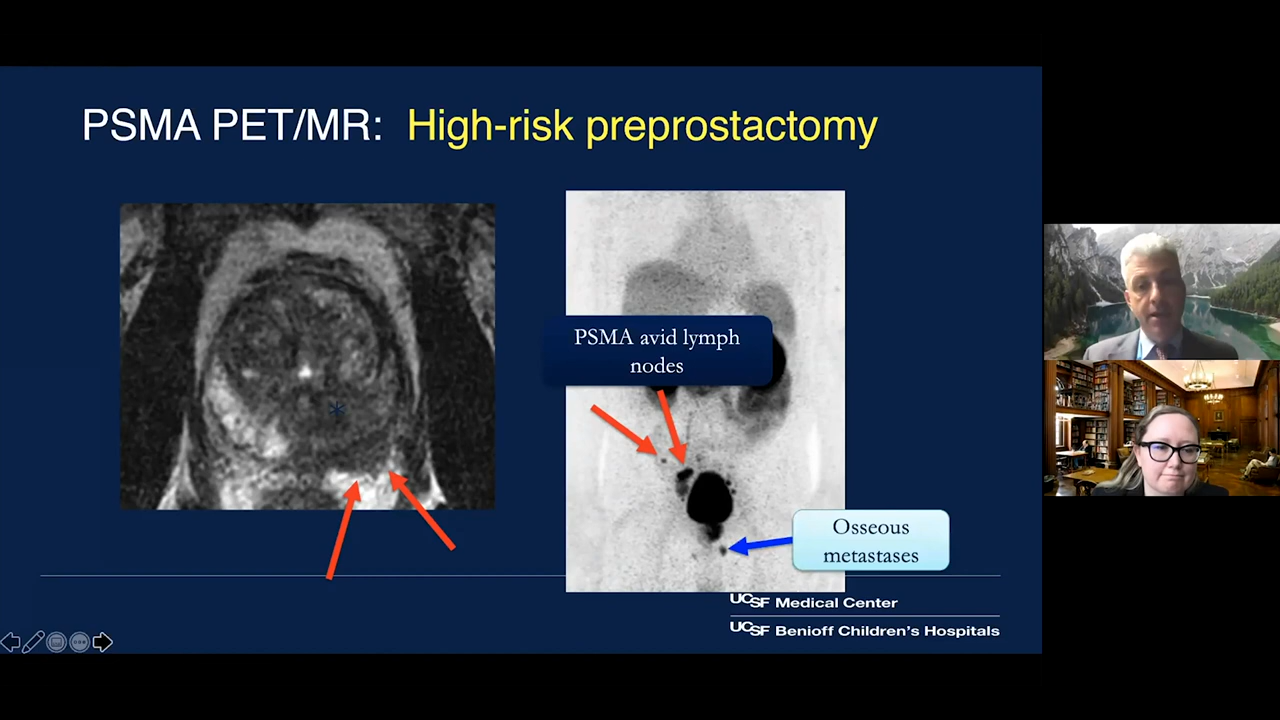 PSMA PET/MR: High-risk preprostactomy
PSMA avid lymph
nodes
*
Osseous
metastases
UCSF Medical Center
UCSF Benioff Children's Hospitals